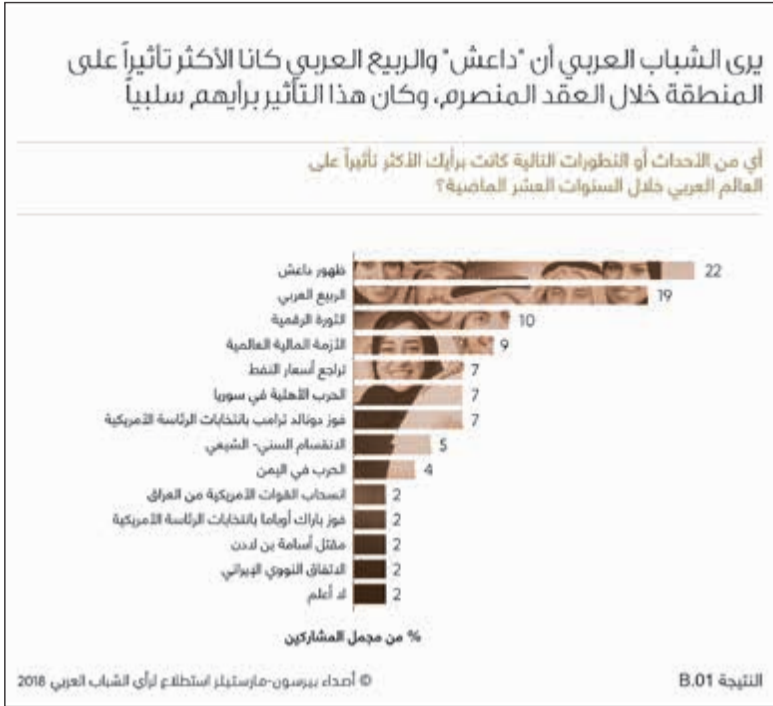 يرى الشباب العربي أن "داعش" والربيع العربي كانا الأكثر تأثيراً على
المنطقة خلال العقد المنصرم، وكان هذا التأثير برأيهم سلبياً
أي من الأحداث أو التطورات التالية كانت برأيك الأكثر تأثيراً على
العالم العربي خلال السنوات العشر الماضية؟
ظهور داعش 22
الربيع العربي 19
الثورة الرقمية 10
الأزمة المالية العالمية 9
تراجع أسعار النفط 7
الحرب الأهلية في سوريا 7
فوز دونالد ترامب بانتخابات الرئاسة الأمريكية 7
الانقسام السني- الشيعي 5
الحرب في اليمن 4
انسحاب القوات الأمريكية من العراق 2
فوز باراك أوباما بانتخابات الرئاسة الأمريكية 2
مقتل أسامة بن لادن 2
الاتفاق النووي الإيراني 2
لا أعلم 2
% من مجمل المشاركين
النتيجة B.01
© أصداء بيرسون-مارستيلر استطلاع لرأي الشباب العربي 2018